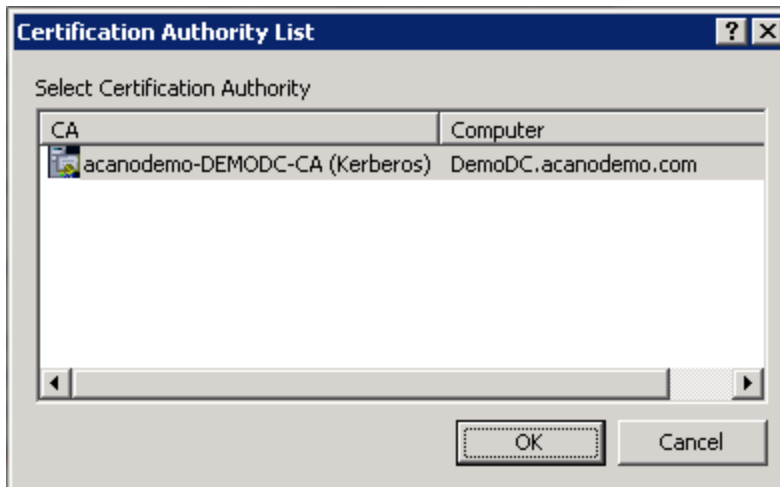 Certification Authority List
Select Certification Authority
CA Computer
acanodemo-DEMODC-CA (Kerberos) DemoDC.acanodemo.com
OK Cancel